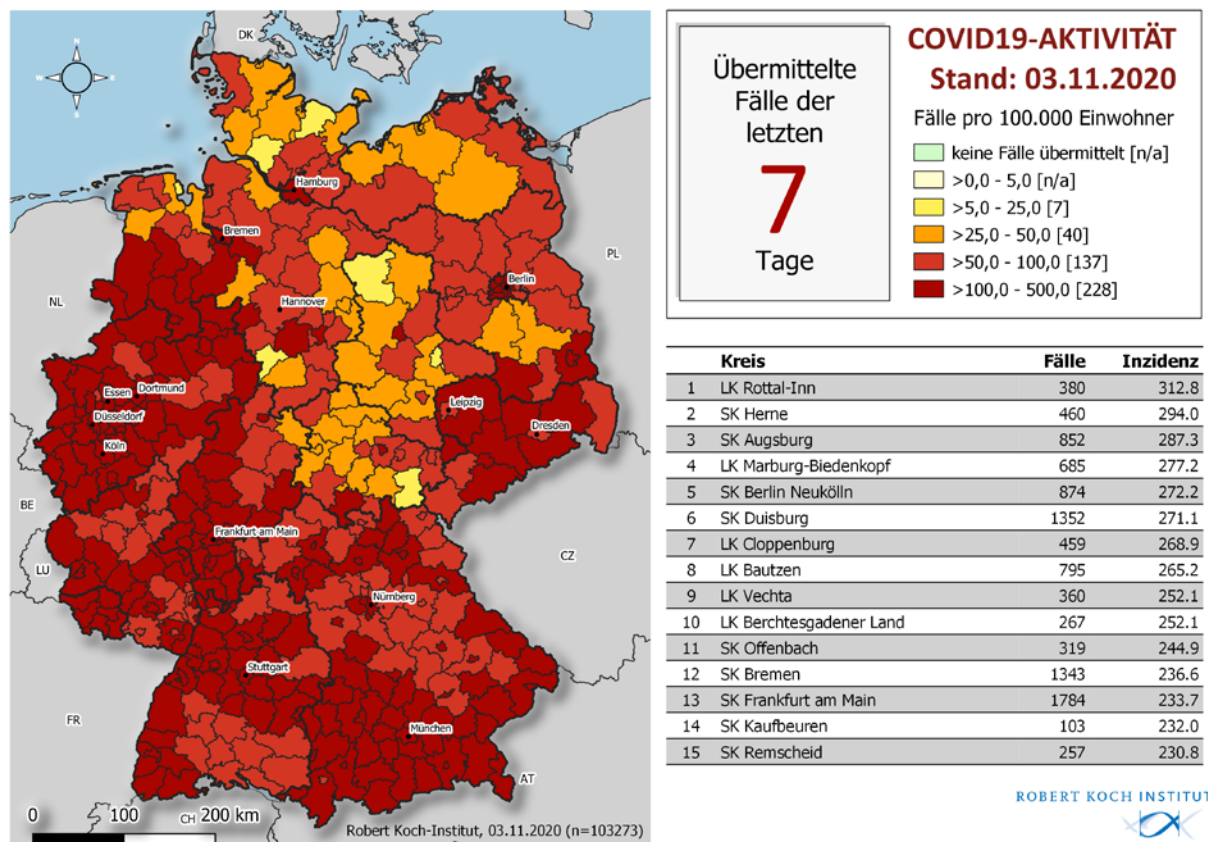 N
W
E
S
DK
Hamburg
Bremen
PL
Berlin
NL
Hannover
Essen
Dortmund
Düsseldorf
Leipzig
Köln
Dresden
BE
Frankfurt am Main
LU
CZ
Nürnberg
Stuttgart
FR
München
AT
0 100 200 km
CH
Robert Koch-Institut, 03.11.2020 (n=103273)
Übermittelte
Fälle der
letzten
7
Tage
COVID19-AKTIVITÄT
Stand: 03.11.2020
Fälle pro 100.000 Einwohner
keine Fälle übermittelt [n/a]
>0,0 - 5,0 [n/a]
>5,0 - 25,0 [7]
>25,0 - 50,0 [40]
>50,0 - 100,0 [137]
>100,0 - 500,0 [228]
Kreis Fälle Inzidenz
1 LK Rottal-Inn 380 312.8
2 SK Herne 460 294.0
3 SK Augsburg 852 287.3
4 LK Marburg-Biedenkopf 685 277.2
5 SK Berlin Neukölln 874 272.2
6 SK Duisburg 1352 271.1
7 LK Cloppenburg 459 268.9
8 LK Bautzen 795 265.2
9 LK Vechta 360 252.1
10 LK Berchtesgadener Land 267 252.1
11 SK Offenbach 319 244.9
12 SK Bremen 1343 236.6
13 SK Frankfurt am Main 1784 233.7
14 SK Kaufbeuren 103 232.0
15 SK Remscheid 257 230.8
ROBERT KOCH INSTITUT